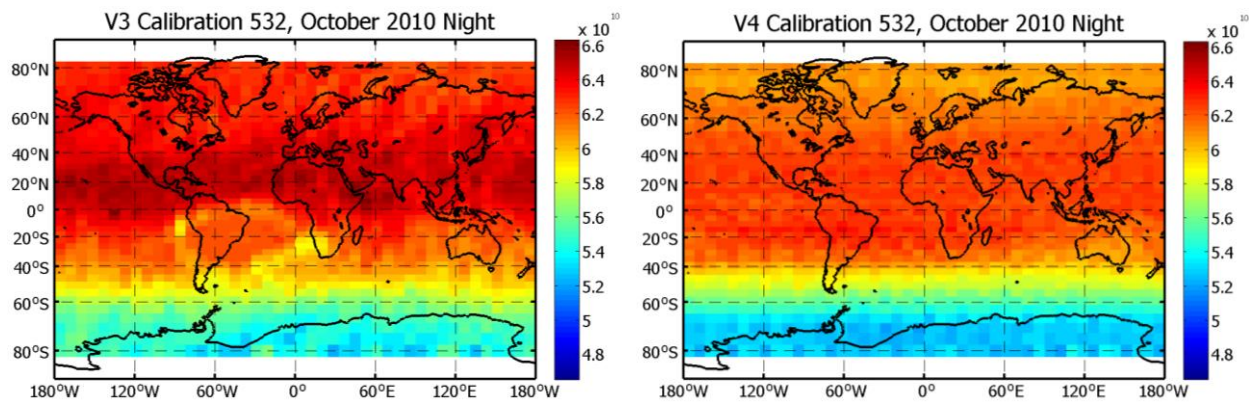 V3 Calibration 532, October 2010 Night
x 10¹⁰
80°N
60°N
40°N
20°N
0°
20°S
40°S
60°S
80°S
180°W 120°W 60°W 0° 60°E 120°E 180°W
6.6
6.4
6.2
6
5.8
5.6
5.4
5.2
5
4.8
V4 Calibration 532, October 2010 Night
x 10¹⁰
80°N
60°N
40°N
20°N
0°
20°S
40°S
60°S
80°S
180°W 120°W 60°W 0° 60°E 120°E 180°W
6.6
6.4
6.2
6
5.8
5.6
5.4
5.2
5
4.8